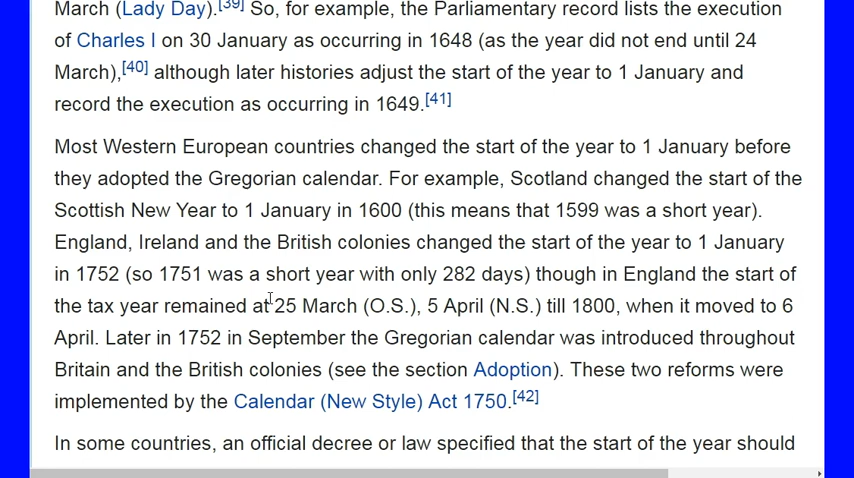 March (Lady Day).[39] So, for example, the Parliamentary record lists the execution
of Charles I on 30 January as occurring in 1648 (as the year did not end until 24
March),[40] although later histories adjust the start of the year to 1 January and
record the execution as occurring in 1649.[41]
Most Western European countries changed the start of the year to 1 January before
they adopted the Gregorian calendar. For example, Scotland changed the start of the
Scottish New Year to 1 January in 1600 (this means that 1599 was a short year).
England, Ireland and the British colonies changed the start of the year to 1 January
in 1752 (so 1751 was a short year with only 282 days) though in England the start of
the tax year remained at 25 March (O.S.), 5 April (N.S.) till 1800, when it moved to 6
April. Later in 1752 in September the Gregorian calendar was introduced throughout
Britain and the British colonies (see the section Adoption). These two reforms were
implemented by the Calendar (New Style) Act 1750.[42]
In some countries, an official decree or law specified that the start of the year should